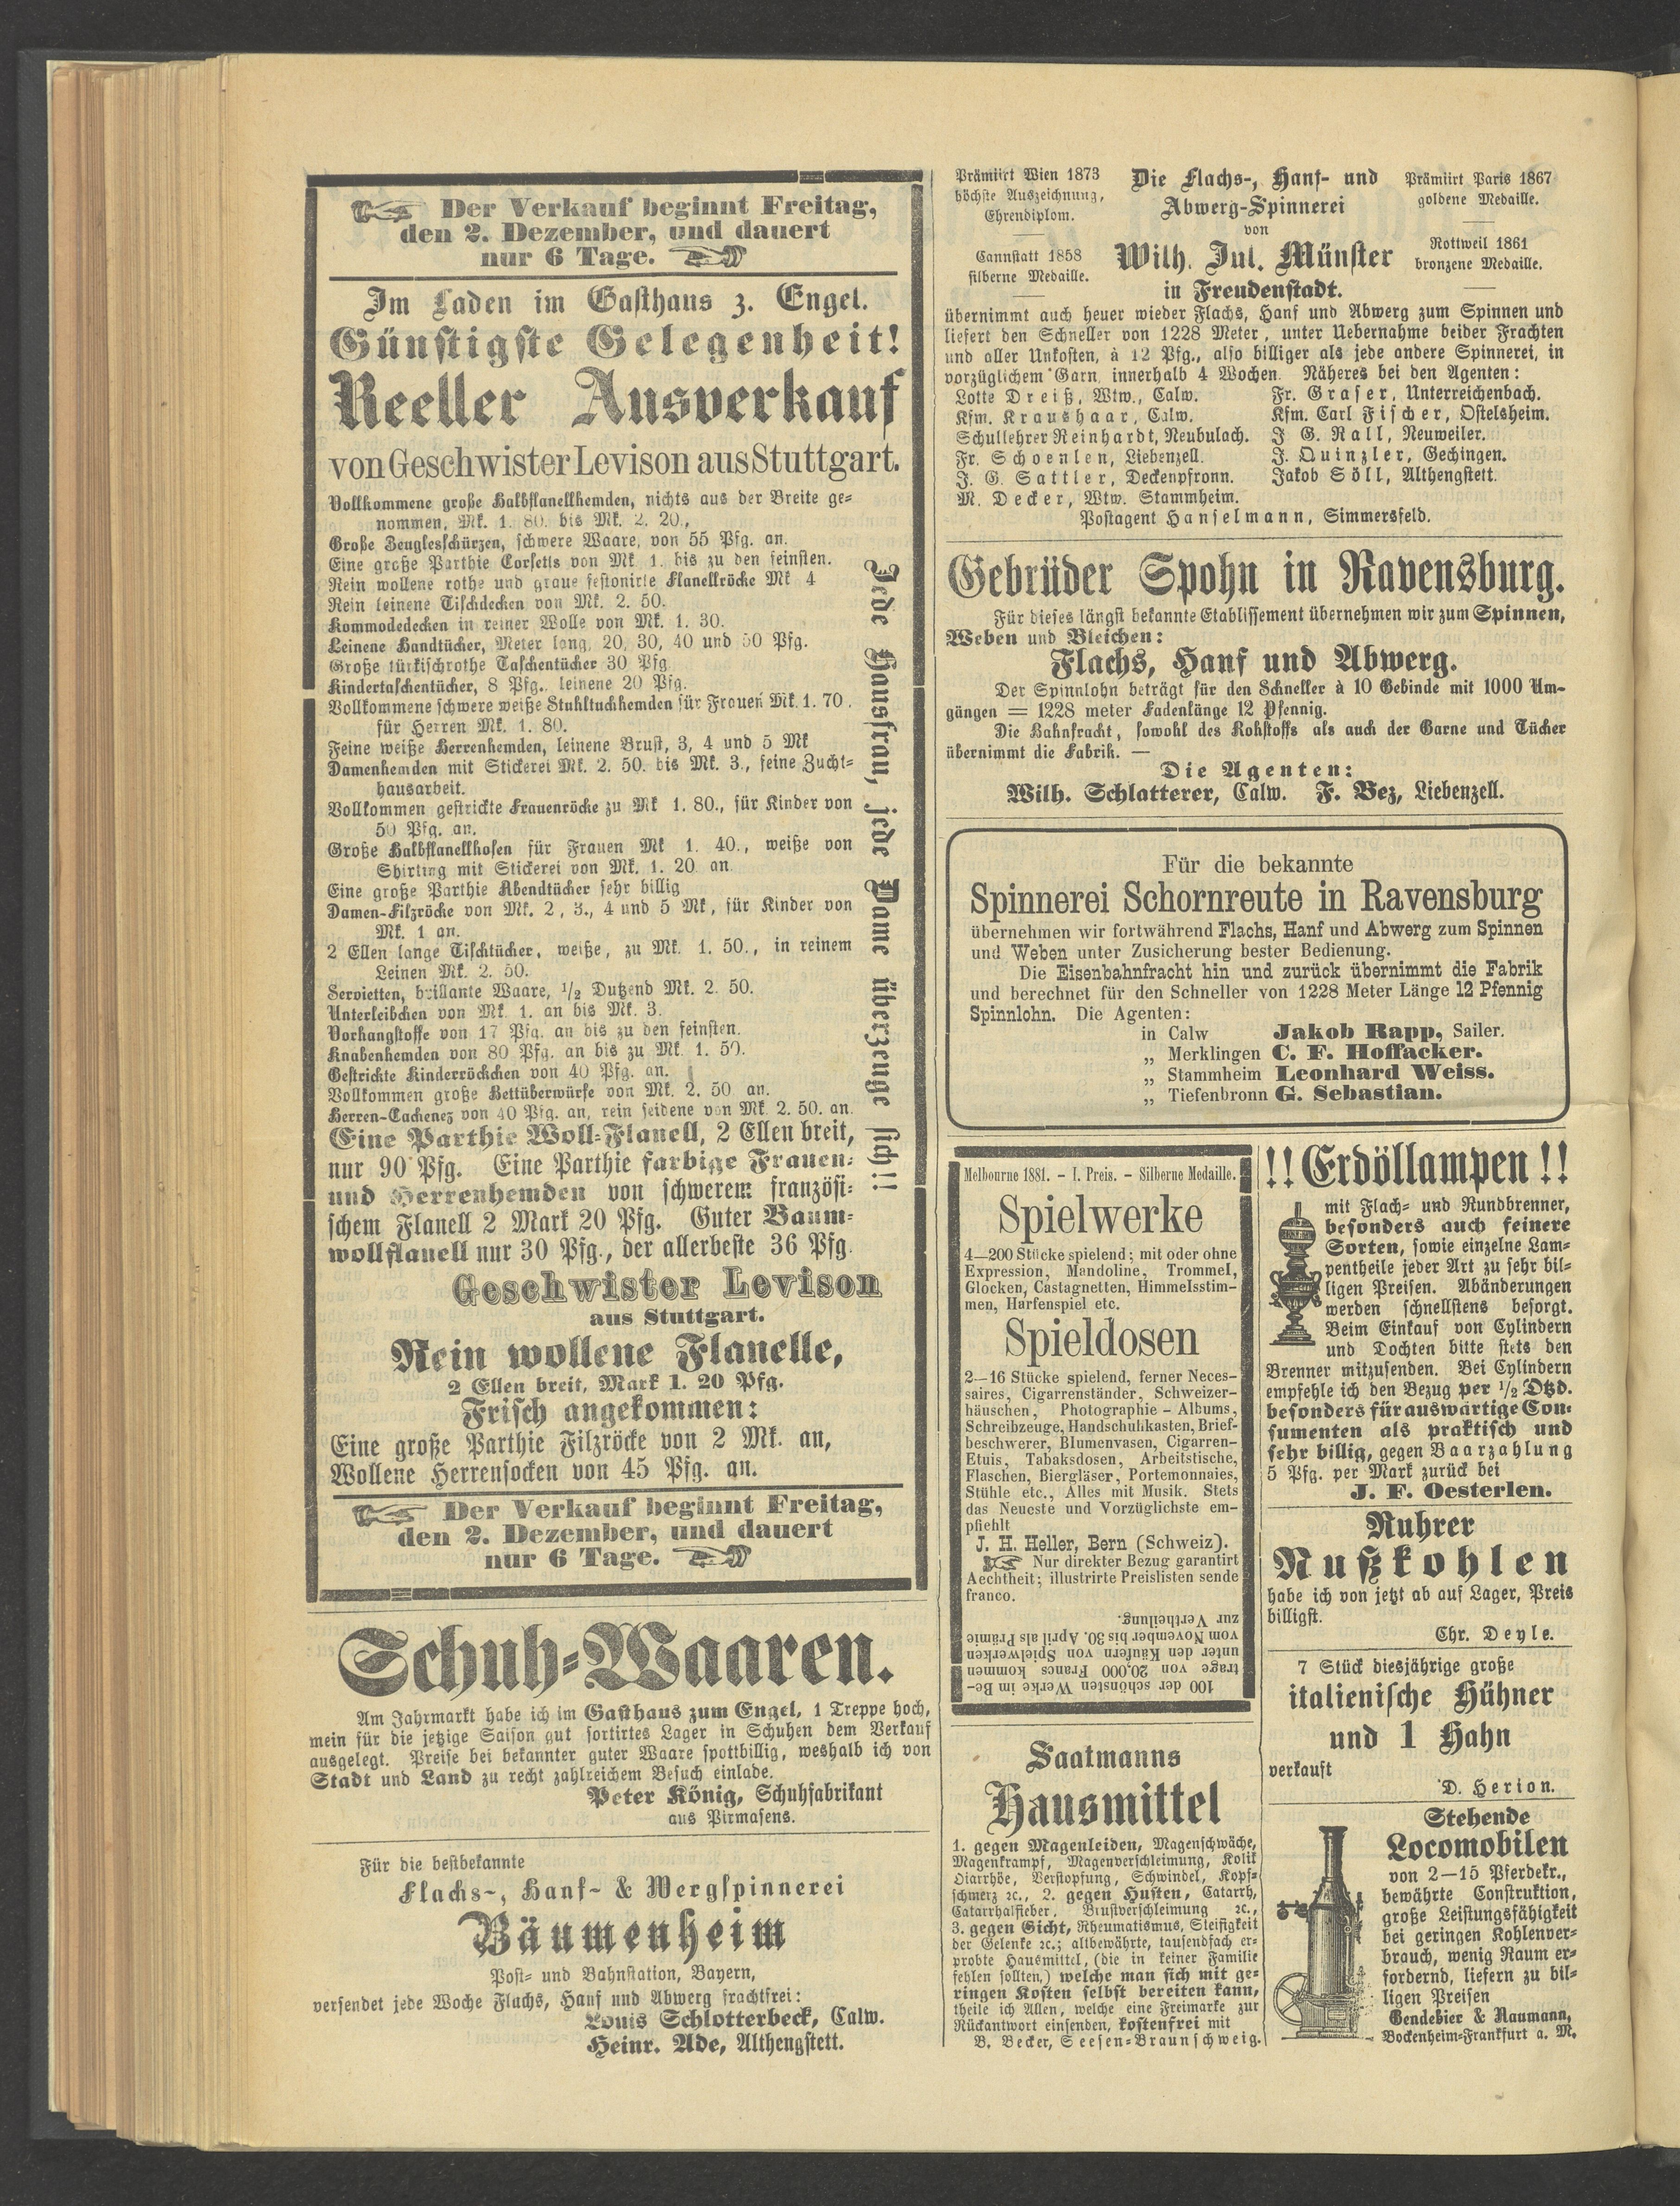 Der Verkauf beginnt Freitag,
den 2. Dezember, und dauert
nur 6 Tage.
Im Laden im Gasthaus z. Engel.
Günstigste Gelegenheit!
Reeller Ausverkauf
von Geschwister Levison aus Stuttgart.
Vollkommene große Halbflanellhemden, nichts aus der Breite ge-
nommen, Mk. 1. 80. bis Mk. 2. 20.,
Große Zeuglesschürzen, schwere Waare, von 55 Pfg. an.
Eine große Parthie Corsetts von Mk 1. bis zu den feinsten.
Rein wollene rothe und graue festonirte Flanellröcke Mk 4
Rein leinene Tischdecken von Mk. 2. 50.
Kommodedecken in reiner Wolle von Mk. 1. 30.
Leinene Handtücher, Meter lang, 20, 30, 40 und 50 Pfg.
Große türkischrothe Taschentücher 30 Pfg
Kindertaschentücher, 8 Pfg., leinene 20 Pfg.
Vollkommene schwere weiße Stuhltuchhemden für Frauen Mk. 1. 70.
für Herren Mk. 1. 80.
Feine weiße Herrenhemden, leinene Brust, 3, 4 und 5 Mk
Damenhemden mit Stickerei Mk. 2. 50. bis Mk. 3., feine Zucht-
hausarbeit.
Vollkommen gestrickte Frauenröcke zu Mk 1. 80., für Kinder von
50 Pfg. an.
Große Halbflanellhosen für Frauen Mk 1. 40., weiße von
Shirting mit Stickerei von Mk. 1. 20 an.
Eine große Parthie Abendtücher sehr billig
Damen-Filzröcke von Mk. 2, 3., 4 und 5 Mk, für Kinder von
Mk. 1 an.
2 Ellen lange Tischtücher, weiße, zu Mk. 1. 50., in reinem
Leinen Mk. 2. 50.
Servietten, brillante Waare, 1/2 Dutzend Mk. 2. 50.
Unterleibchen von Mk. 1. an bis Mk. 3.
Vorhangstoffe von 17 Pfg. an bis zu den feinsten.
Knabenhemden von 80 Pfg. an bis zu Mk. 1. 50.
Gestrickte Kinderröckchen von 40 Pfg. an.
Vollkommen große Bettüberwürfe von Mk. 2. 50 an.
Herren-Cachenez von 40 Pfg. an, rein seidene von Mk. 2. 50. an.
Eine Parthie Woll-Flanell, 2 Ellen breit,
nur 90 Pfg. Eine Parthie farbige Frauen-
und Herrenhemden von schwerem französi-
schem Flanell 2 Mark 20 Pfg. Guter Baum-
wollflanell nur 30 Pfg., der allerbeste 36 Pfg.
Geschwister Levison
aus Stuttgart.
Rein wollene Flanelle,
2 Ellen breit, Mark 1. 20 Pfg.
Frisch angekommen:
Eine große Parthie Filzröcke von 2 Mk. an,
Wollene Herrensocken von 45 Pfg. an.
Der Verkauf beginnt Freitag,
den 2. Dezember, und dauert
nur 6 Tage.
Jede Hausfrau, jede Dame überzeuge sich!!
Schuh-Waaren.
Am Jahrmarkt habe ich im Gasthaus zum Engel, 1 Treppe hoch,
mein für die jetzige Saison gut sortirtes Lager in Schuhen dem Verkauf
ausgelegt. Preise bei bekannter guter Waare spottbillig, weshalb ich von
Stadt und Land zu recht zahlreichem Besuch einlade.
Peter König, Schuhfabrikant
aus Pirmasens.
Für die bestbekannte
Flachs-, Hanf- & Wergspinnerei
Bäumenheim
Post- und Bahnstation, Bayern,
versendet jede Woche Flachs, Hanf und Abwerg frachtfrei:
Louis Schlotterbeck, Calw.
Heinr. Ade, Althengstett.
Prämiirt Wien 1873
höchste Auszeichnung,
Ehrendiplom.
Cannstatt 1858
silberne Medaille.
Die Flachs-, Hanf- und
Abwerg-Spinnerei
von
Wilh. Jul. Münster
in Freudenstadt.
Prämiirt Paris 1867
goldene Medaille.
Rottweil 1861
bronzene Medaille.
übernimmt auch heuer wieder Flachs, Hanf und Abwerg zum Spinnen und
liefert den Schneller von 1228 Meter, unter Uebernahme beider Frachten
und aller Unkosten, à 12 Pfg., also billiger als jede andere Spinnerei, in
vorzüglichem Garn innerhalb 4 Wochen. Näheres bei den Agenten:
Lotte Dreiß, Wtw., Calw.
Kfm. Kraushaar, Calw.
Schullehrer Reinhardt, Neubulach.
Fr. Schoenlen, Liebenzell.
J. G. Sattler, Deckenpfronn.
M. Decker, Wtw. Stammheim.
Fr. Graser, Unterreichenbach.
Kfm. Carl Fischer, Ostelsheim.
J. G. Rall, Neuweiler.
J. Quinzler, Gechingen.
Jakob Söll, Althengstett.
Postagent Hanselmann, Simmersfeld.
Gebrüder Spohn in Ravensburg.
Für dieses längst bekannte Etablissement übernehmen wir zum Spinnen,
Weben und Bleichen:
Flachs, Hanf und Abwerg.
Der Spinnlohn beträgt für den Schneller à 10 Gebinde mit 1000 Um-
gängen = 1228 meter Fadenlänge 12 Pfennig.
Die Bahnfracht, sowohl des Rohstoffs als auch der Garne und Tücher
übernimmt die Fabrik. —
Die Agenten:
Wilh. Schlatterer, Calw. F. Bez, Liebenzell.
Für die bekannte
Spinnerei Schornreute in Ravensburg
übernehmen wir fortwährend Flachs, Hanf und Abwerg zum Spinnen
und Weben unter Zusicherung bester Bedienung.
Die Eisenbahnfracht hin und zurück übernimmt die Fabrik
und berechnet für den Schneller von 1228 Meter Länge 12 Pfennig
Spinnlohn. Die Agenten:
in Calw Jakob Rapp, Sailer.
„ Merklingen C. F. Hoffacker.
„ Stammheim Leonhard Weiss.
„ Tiefenbronn G. Sebastian.
Melbourne 1881. – I. Preis. – Silberne Medaille.
Spielwerke
4—200 Stücke spielend; mit oder ohne
Expression, Mandoline, Trommel,
Glocken, Castagnetten, Himmelsstim-
men, Harfenspiel etc.
Spieldosen
2—16 Stücke spielend, ferner Neces-
saires, Cigarrenständer, Schweizer-
häuschen, Photographie-Albums,
Schreibzeuge, Handschuhkasten, Brief-
beschwerer, Blumenvasen, Cigarren-
Etuis, Tabaksdosen, Arbeitstische,
Flaschen, Biergläser, Portemonnaies,
Stühle etc., Alles mit Musik. Stets
das Neueste und Vorzüglichste em-
pfiehlt
J. H. Heller, Bern (Schweiz).
Nur direkter Bezug garantirt
Aechtheit; illustrirte Preislisten sende
franco.
100 der schönsten Werke im Be-
trage von 20,000 Francs kommen
unter den Käufern von Spielwerken
vom November bis 30. April als Prämie
zur Vertheilung.
Saatmanns
Hausmittel
1. gegen Magenleiden, Magenschwäche,
Magenkrampf, Magenverschleimung, Kolik
Diarrhöe, Verstopfung, Schwindel, Kopf-
schmerz ꝛc., 2. gegen Husten, Catarrh,
Catarrhalfieber, Brustverschleimung ꝛc.,
3. gegen Gicht, Rheumatismus, Steifigkeit
der Gelenke ꝛc.; altbewährte, tausendfach er-
probte Hausmittel, (die in keiner Familie
fehlen sollten,) welche man sich mit ge-
ringen Kosten selbst bereiten kann,
theile ich Allen, welche eine Freimarke zur
Rückantwort einsenden, kostenfrei mit
B. Becker, Seesen-Braunschweig.
!! Erdöllampen !!
mit Flach- und Rundbrenner,
besonders auch feinere
Sorten, sowie einzelne Lam-
pentheile jeder Art zu sehr bil-
ligen Preisen. Abänderungen
werden schnellstens besorgt.
Beim Einkauf von Cylindern
und Dochten bitte stets den
Brenner mitzusenden. Bei Cylindern
empfehle ich den Bezug per 1/2 Dtzd.
besonders für auswärtige Con-
sumenten als praktisch und
sehr billig, gegen Baarzahlung
5 Pfg. per Mark zurück bei
J. F. Oesterlen.
Ruhrer
Nußkohlen
habe ich von jetzt ab auf Lager, Preis
billigst.
Chr. Deyle.
7 Stück diesjährige große
italienische Hühner
und 1 Hahn
verkauft
D. Herion.
Stehende
Locomobilen
von 2—15 Pferdekr.,
bewährte Construktion,
große Leistungsfähigkeit
bei geringen Kohlenver-
brauch, wenig Raum er-
fordernd, liefern zu bil-
ligen Preisen
Gendebier & Naumann,
Bockenheim-Frankfurt a. M.